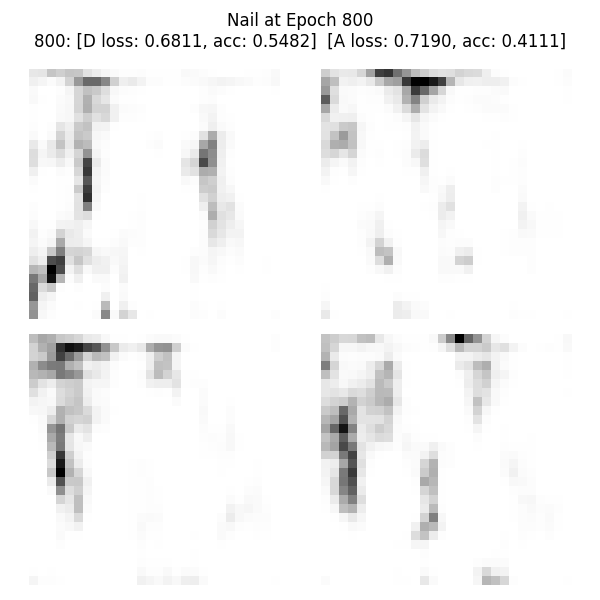 Nail at Epoch 800
800: [D loss: 0.6811, acc: 0.5482]  [A loss: 0.7190, acc: 0.4111]